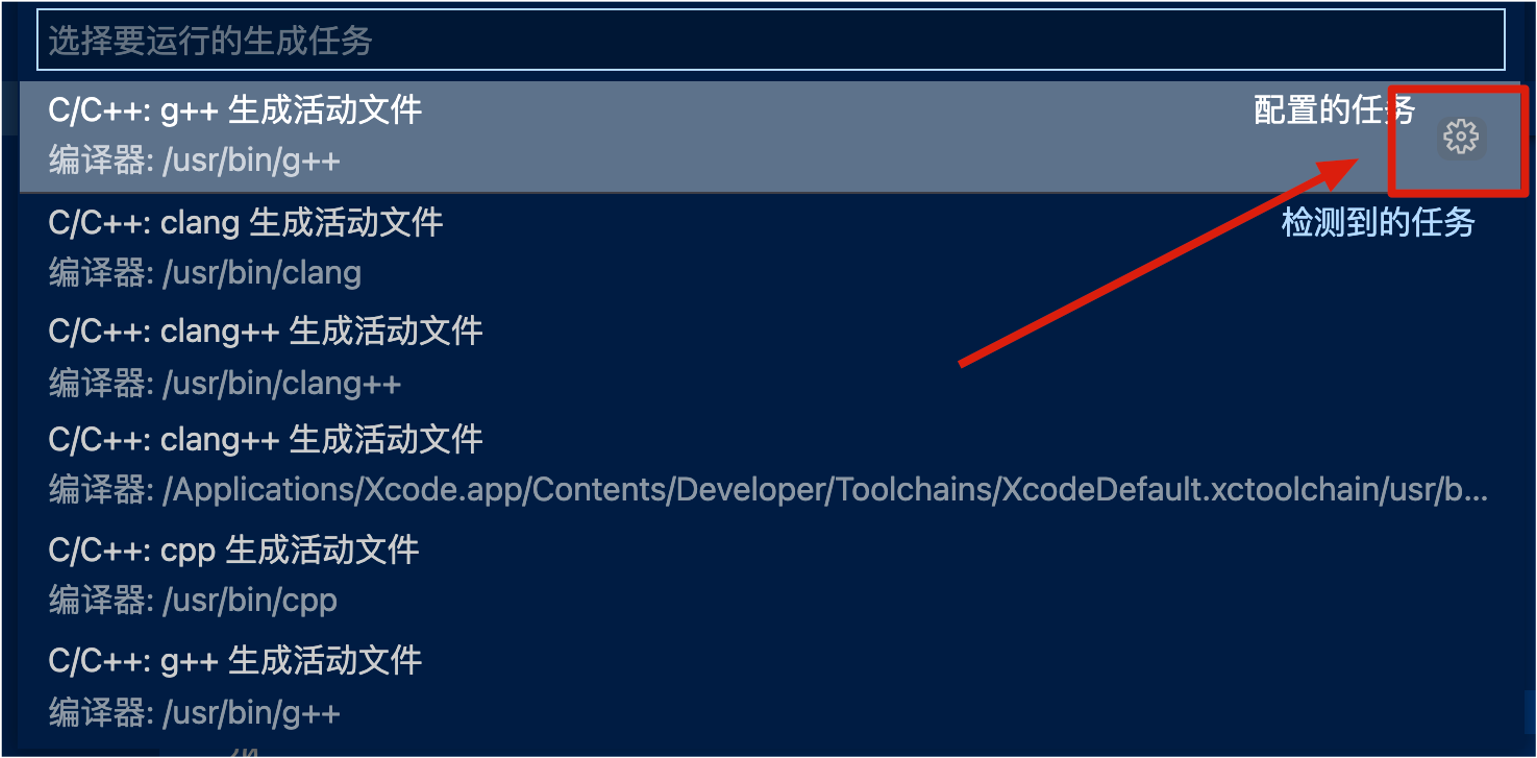 选择要运行的生成任务
C/C++: g++ 生成活动文件
配置的任务
编译器: /usr/bin/g++
C/C++: clang 生成活动文件
检测到的任务
编译器: /usr/bin/clang
C/C++: clang++ 生成活动文件
编译器: /usr/bin/clang++
C/C++: clang++ 生成活动文件
编译器: /Applications/Xcode.app/Contents/Developer/Toolchains/XcodeDefault.xctoolchain/usr/b...
C/C++: cpp 生成活动文件
编译器: /usr/bin/cpp
C/C++: g++ 生成活动文件
编译器: /usr/bin/g++